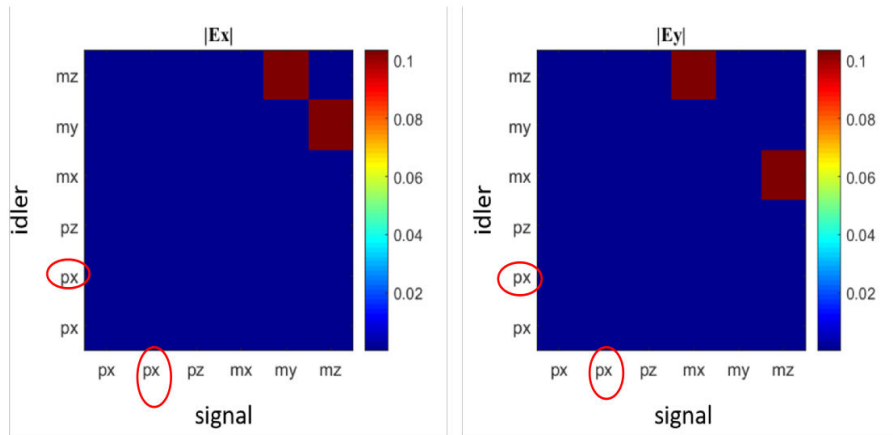 |Ex|
mz
my
mx
pz
px
px
idler
0.1
0.08
0.06
0.04
0.02
px px pz mx my mz
signal
|Ey|
mz
my
mx
pz
px
px
idler
0.1
0.08
0.06
0.04
0.02
px px pz mx my mz
signal